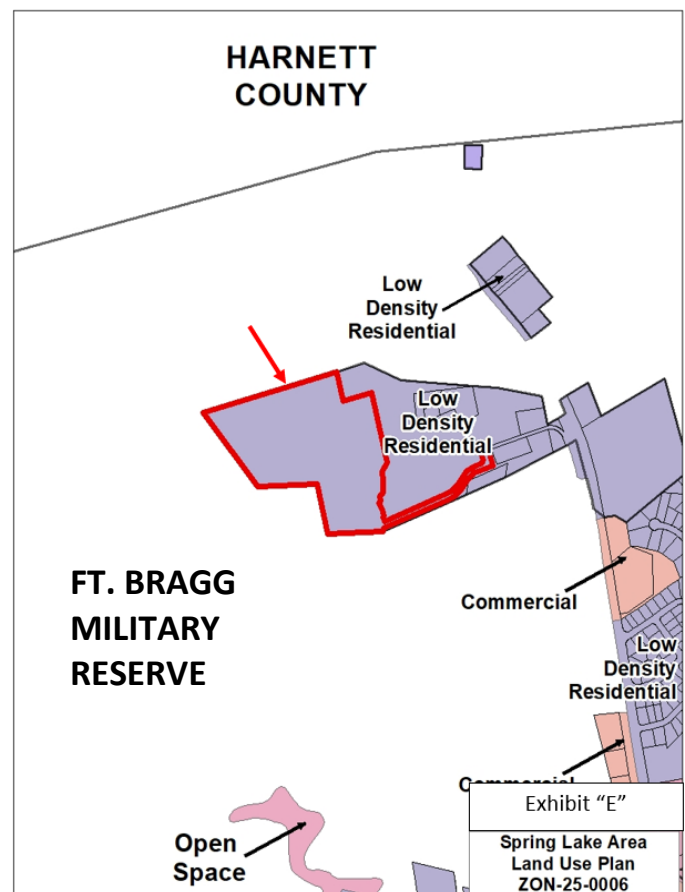 HARNETT
COUNTY
Low
Density
Residential
Low
Density
Residential
FT. BRAGG
MILITARY
RESERVE
Commercial
Low
Density
Residential
Commercial
Exhibit “E”
Open
Space
Spring Lake Area
Land Use Plan
ZON-25-0006